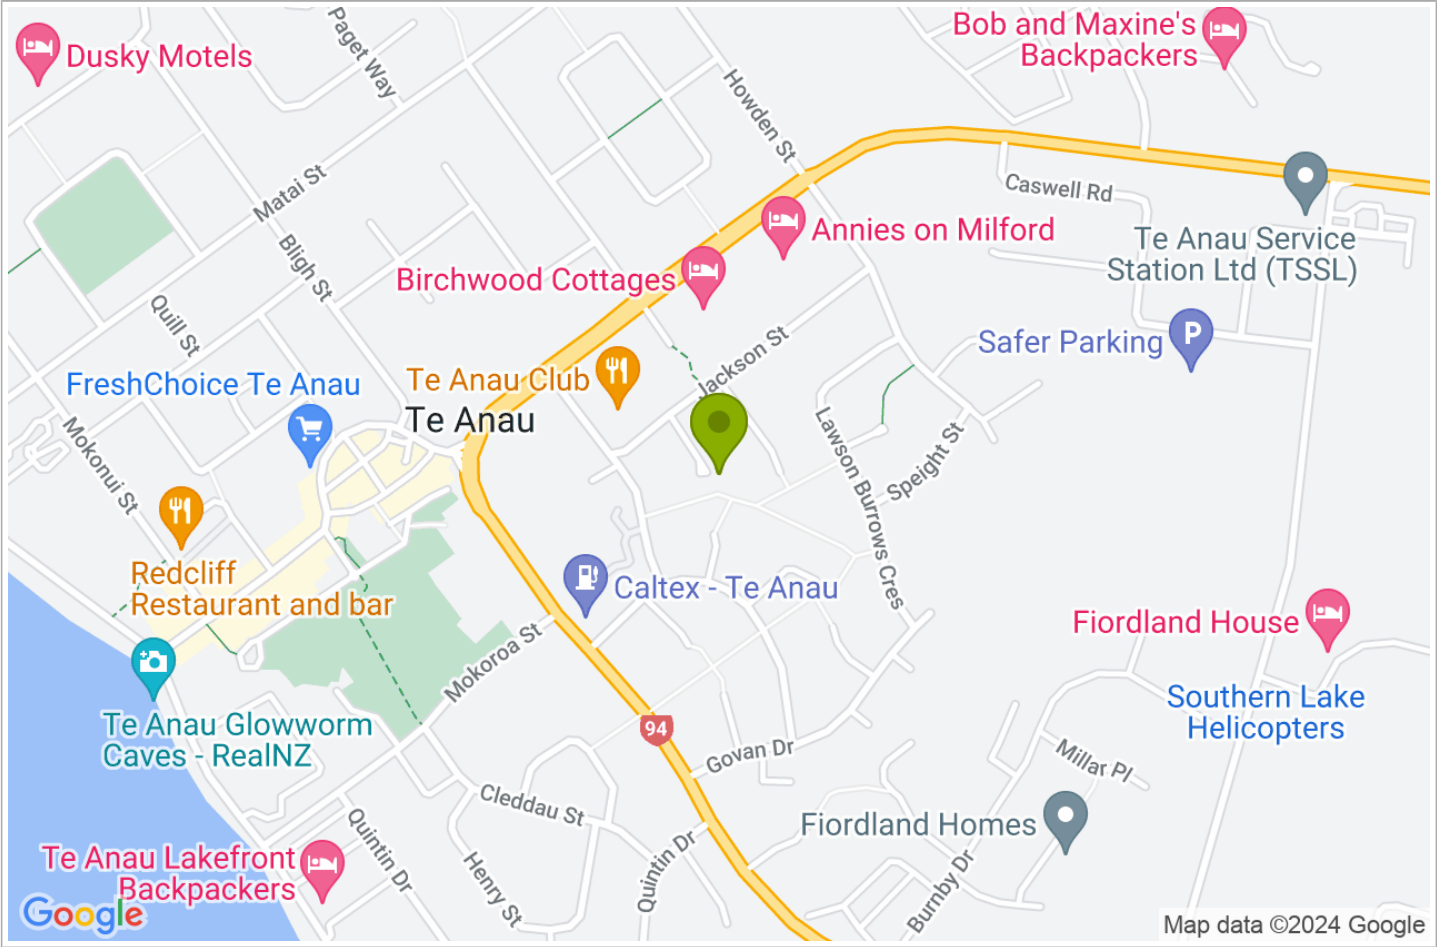 Bob and Maxine's
Backpackers
Dusky Motels
Paget Way
Howden St
Caswell Rd
Matai St
Annies on Milford
Te Anau Service
Station Ltd (TSSL)
Bligh St
Birchwood Cottages
Quill St
Jackson St
Safer Parking
P
FreshChoice Te Anau
Te Anau Club
Te Anau
Mokonui St
Lawson Burrows Cres
Speight St
Redcliff
Restaurant and bar
Caltex - Te Anau
Fiordland House
Mokoroa St
Southern Lake
Helicopters
Te Anau Glowworm
Caves - RealNZ
94
Govan Dr
Millar Pl
Cleddau St
Fiordland Homes
Quintin Dr
Te Anau Lakefront
Backpackers
Henry St
Quintin Dr
Burnby Dr
Google
Map data ©2024 Google